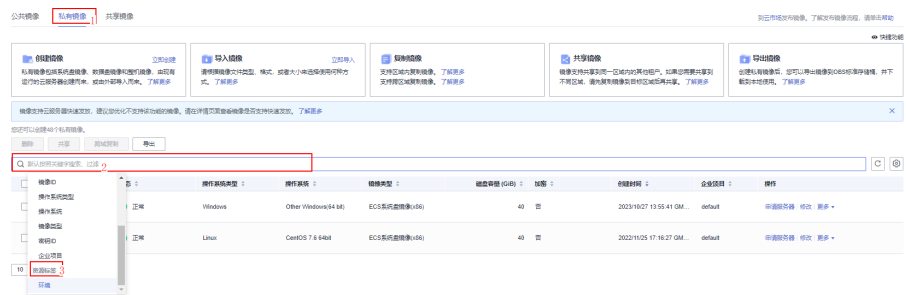 公共镜像 私有镜像 1 共享镜像
到云市场发布镜像。了解发布镜像流程，请单击帮助
快捷功能
创建镜像 立即创建
私有镜像包括系统盘镜像、数据盘镜像和整机镜像，由现有
运行的云服务器创建而来，或由外部导入而来。 了解更多
导入镜像 立即导入
请根据镜像文件类型、格式、或者大小来选择使用何种方
式。 了解更多
复制镜像
支持区域内复制镜像。 了解更多
支持跨区域复制镜像。 了解更多
共享镜像
镜像支持共享到同一区域内的其他租户。如果您需要共享到
不同区域，请先复制镜像到目标区域后再共享。 了解更多
导出镜像
创建私有镜像后，您可以导出镜像到OBS标准存储桶，并下
载到本地使用。 了解更多
镜像支持云服务器快速发放，建议您优化不支持该功能的镜像。请在详情页面查看镜像是否支持快速发放。 了解更多
您还可以创建48个私有镜像。
删除 共享 跨域复制 导出
默认按照关键字搜索、过滤 2
态 操作系统类型 操作系统 镜像类型 磁盘容量 (GiB) 加密 创建时间 企业项目 操作
正常 Windows Other Windows(64 bit) ECS系统盘镜像(x86) 40 否 2023/10/27 13:55:41 GM... default 申请服务器 修改 更多
正常 Linux CentOS 7.6 64bit ECS系统盘镜像(x86) 40 否 2022/11/25 17:16:27 GM... default 申请服务器 修改 更多
镜像ID
操作系统类型
操作系统
镜像类型
密钥ID
企业项目
10 资源标签 3
环境